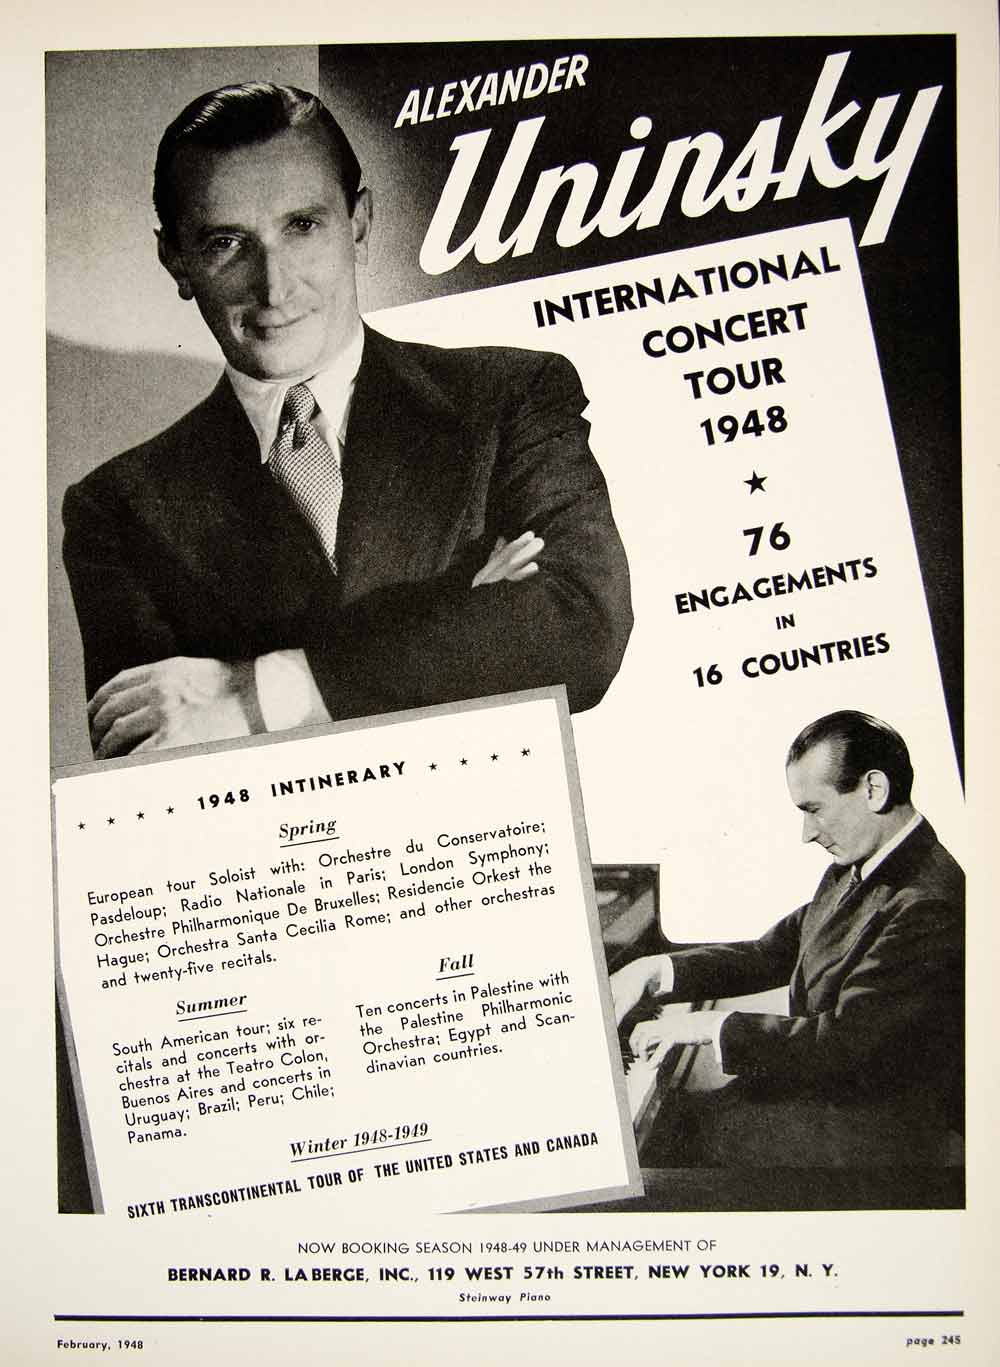 ALEXANDER
Uninsky
INTERNATIONAL
CONCERT
TOUR
1948
★
76
ENGAGEMENTS
IN
16 COUNTRIES
★ ★ ★ ★ 1948 INTINERARY ★ ★ ★ ★
Spring
European tour Soloist with: Orchestre du Conservatoire;
Pasdeloup; Radio Nationale in Paris; London Symphony;
Orchestre Philharmonique De Bruxelles; Residencie Orkest the
Hague; Orchestra Santa Cecilia Rome; and other orchestras
and twenty-five recitals.
Summer
South American tour; six re-
citals and concerts with or-
chestra at the Teatro Colon,
Buenos Aires and concerts in
Uruguay; Brazil; Peru; Chile;
Panama.
Fall
Ten concerts in Palestine with
the Palestine Philharmonic
Orchestra; Egypt and Scan-
dinavian countries.
Winter 1948-1949
SIXTH TRANSCONTINENTAL TOUR OF THE UNITED STATES AND CANADA
NOW BOOKING SEASON 1948-49 UNDER MANAGEMENT OF
BERNARD R. LA BERGE, INC., 119 WEST 57th STREET, NEW YORK 19, N. Y.
Steinway Piano
February, 1948
page 245